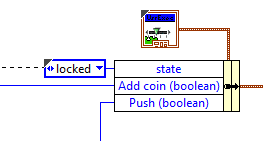 locked
state
Add coin (boolean)
Push (boolean)